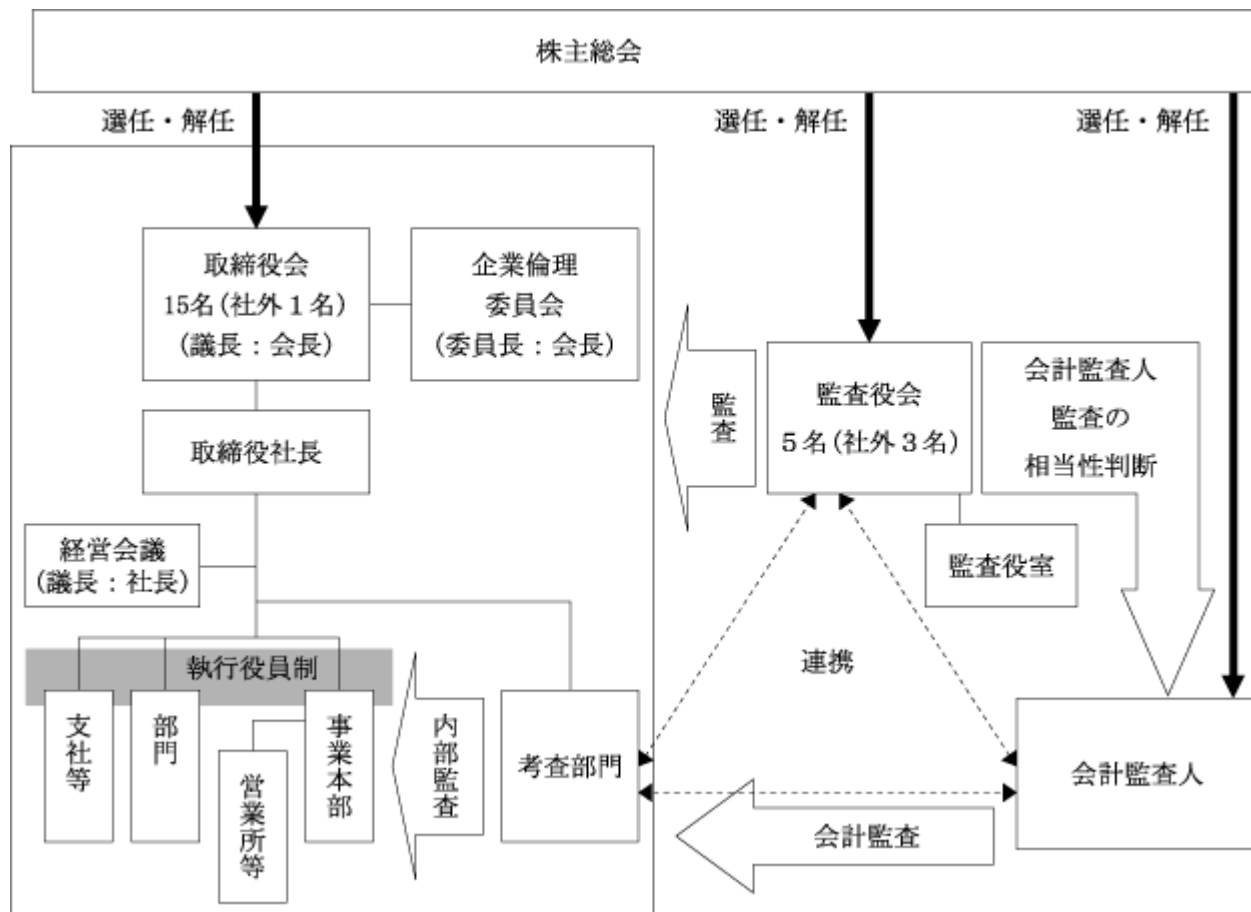 株主総会
選任・解任
選任・解任
選任・解任
取締役会
15名(社外１名)
(議長：会長)
企業倫理
委員会
(委員長：会長)
監査
監査役会
５名(社外３名)
会計監査人
監査の
相当性判断
取締役社長
監査役室
経営会議
(議長：社長)
連携
執行役員制
支社等
部門
営業所等
事業本部
内部監査
考査部門
会計監査人
会計監査